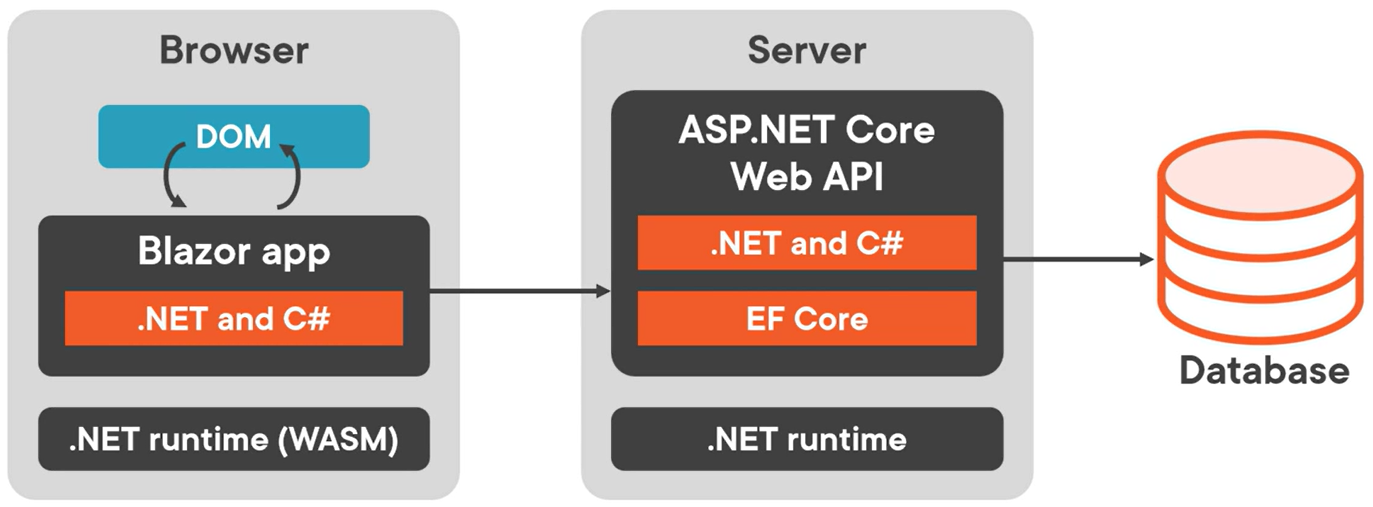 Browser
DOM
Blazor app
.NET and C#
.NET runtime (WASM)
Server
ASP.NET Core
Web API
.NET and C#
EF Core
.NET runtime
Database